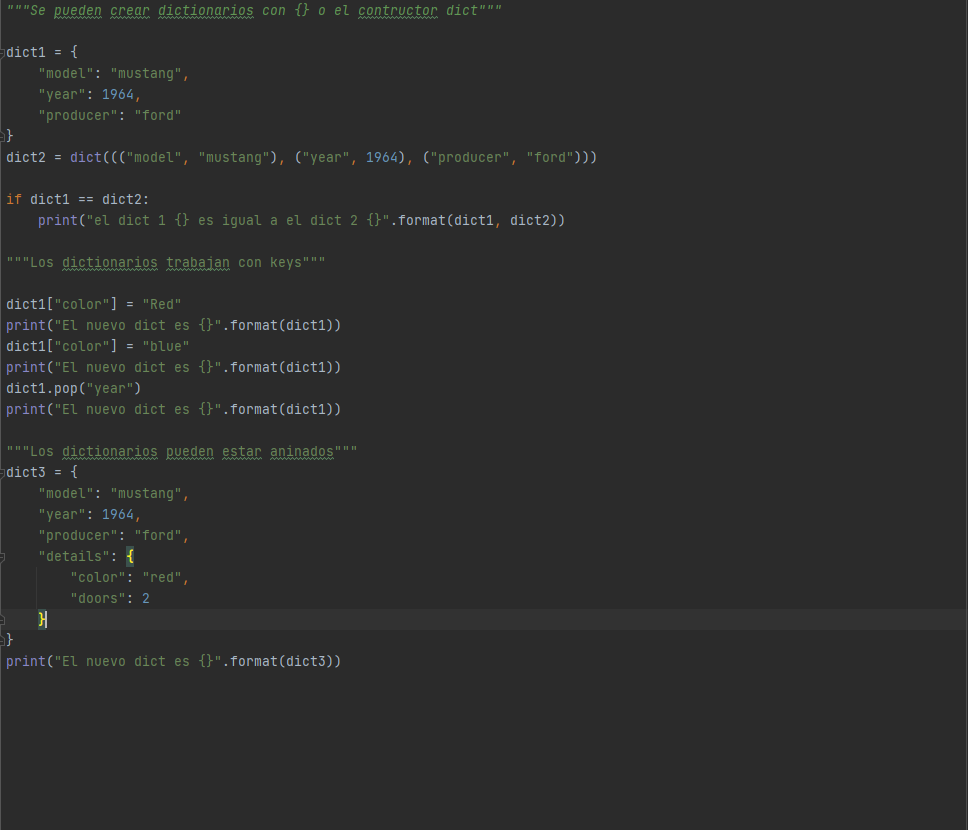 """Se pueden crear dictionarios con {} o el contructor dict"""
dict1 = {
    "model": "mustang",
    "year": 1964,
    "producer": "ford"
}
dict2 = dict((("model", "mustang"), ("year", 1964), ("producer", "ford")))
if dict1 == dict2:
    print("el dict 1 {} es igual a el dict 2 {}".format(dict1, dict2))
"""Los dictionarios trabajan con keys"""
dict1["color"] = "Red"
print("El nuevo dict es {}".format(dict1))
dict1["color"] = "blue"
print("El nuevo dict es {}".format(dict1))
dict1.pop("year")
print("El nuevo dict es {}".format(dict1))
"""Los dictionarios pueden estar aninados"""
dict3 = {
    "model": "mustang",
    "year": 1964,
    "producer": "ford",
    "details": {
        "color": "red",
        "doors": 2
    }
}
print("El nuevo dict es {}".format(dict3))